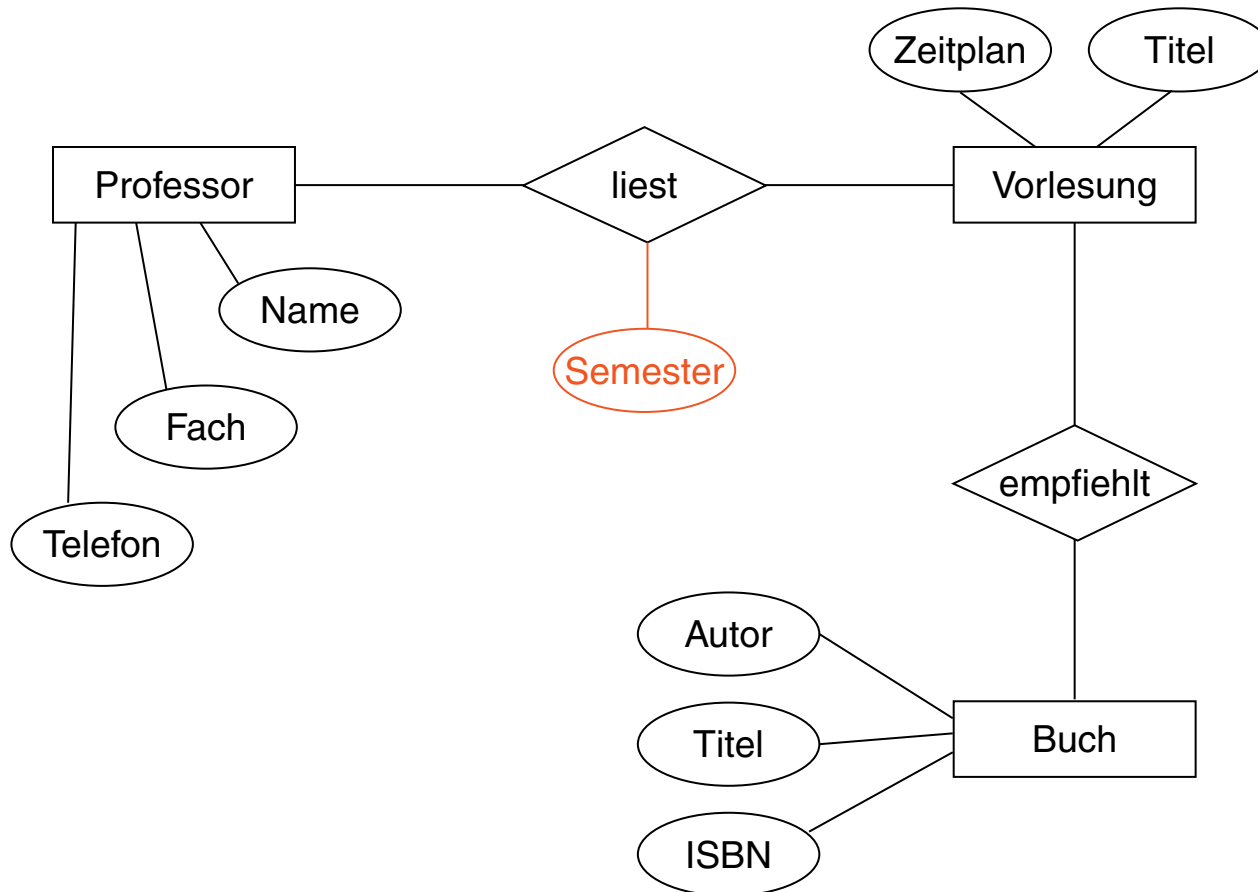 Zeitplan
Titel
Professor
liest
Vorlesung
Name
Semester
Fach
empfiehlt
Telefon
Autor
Titel
Buch
ISBN